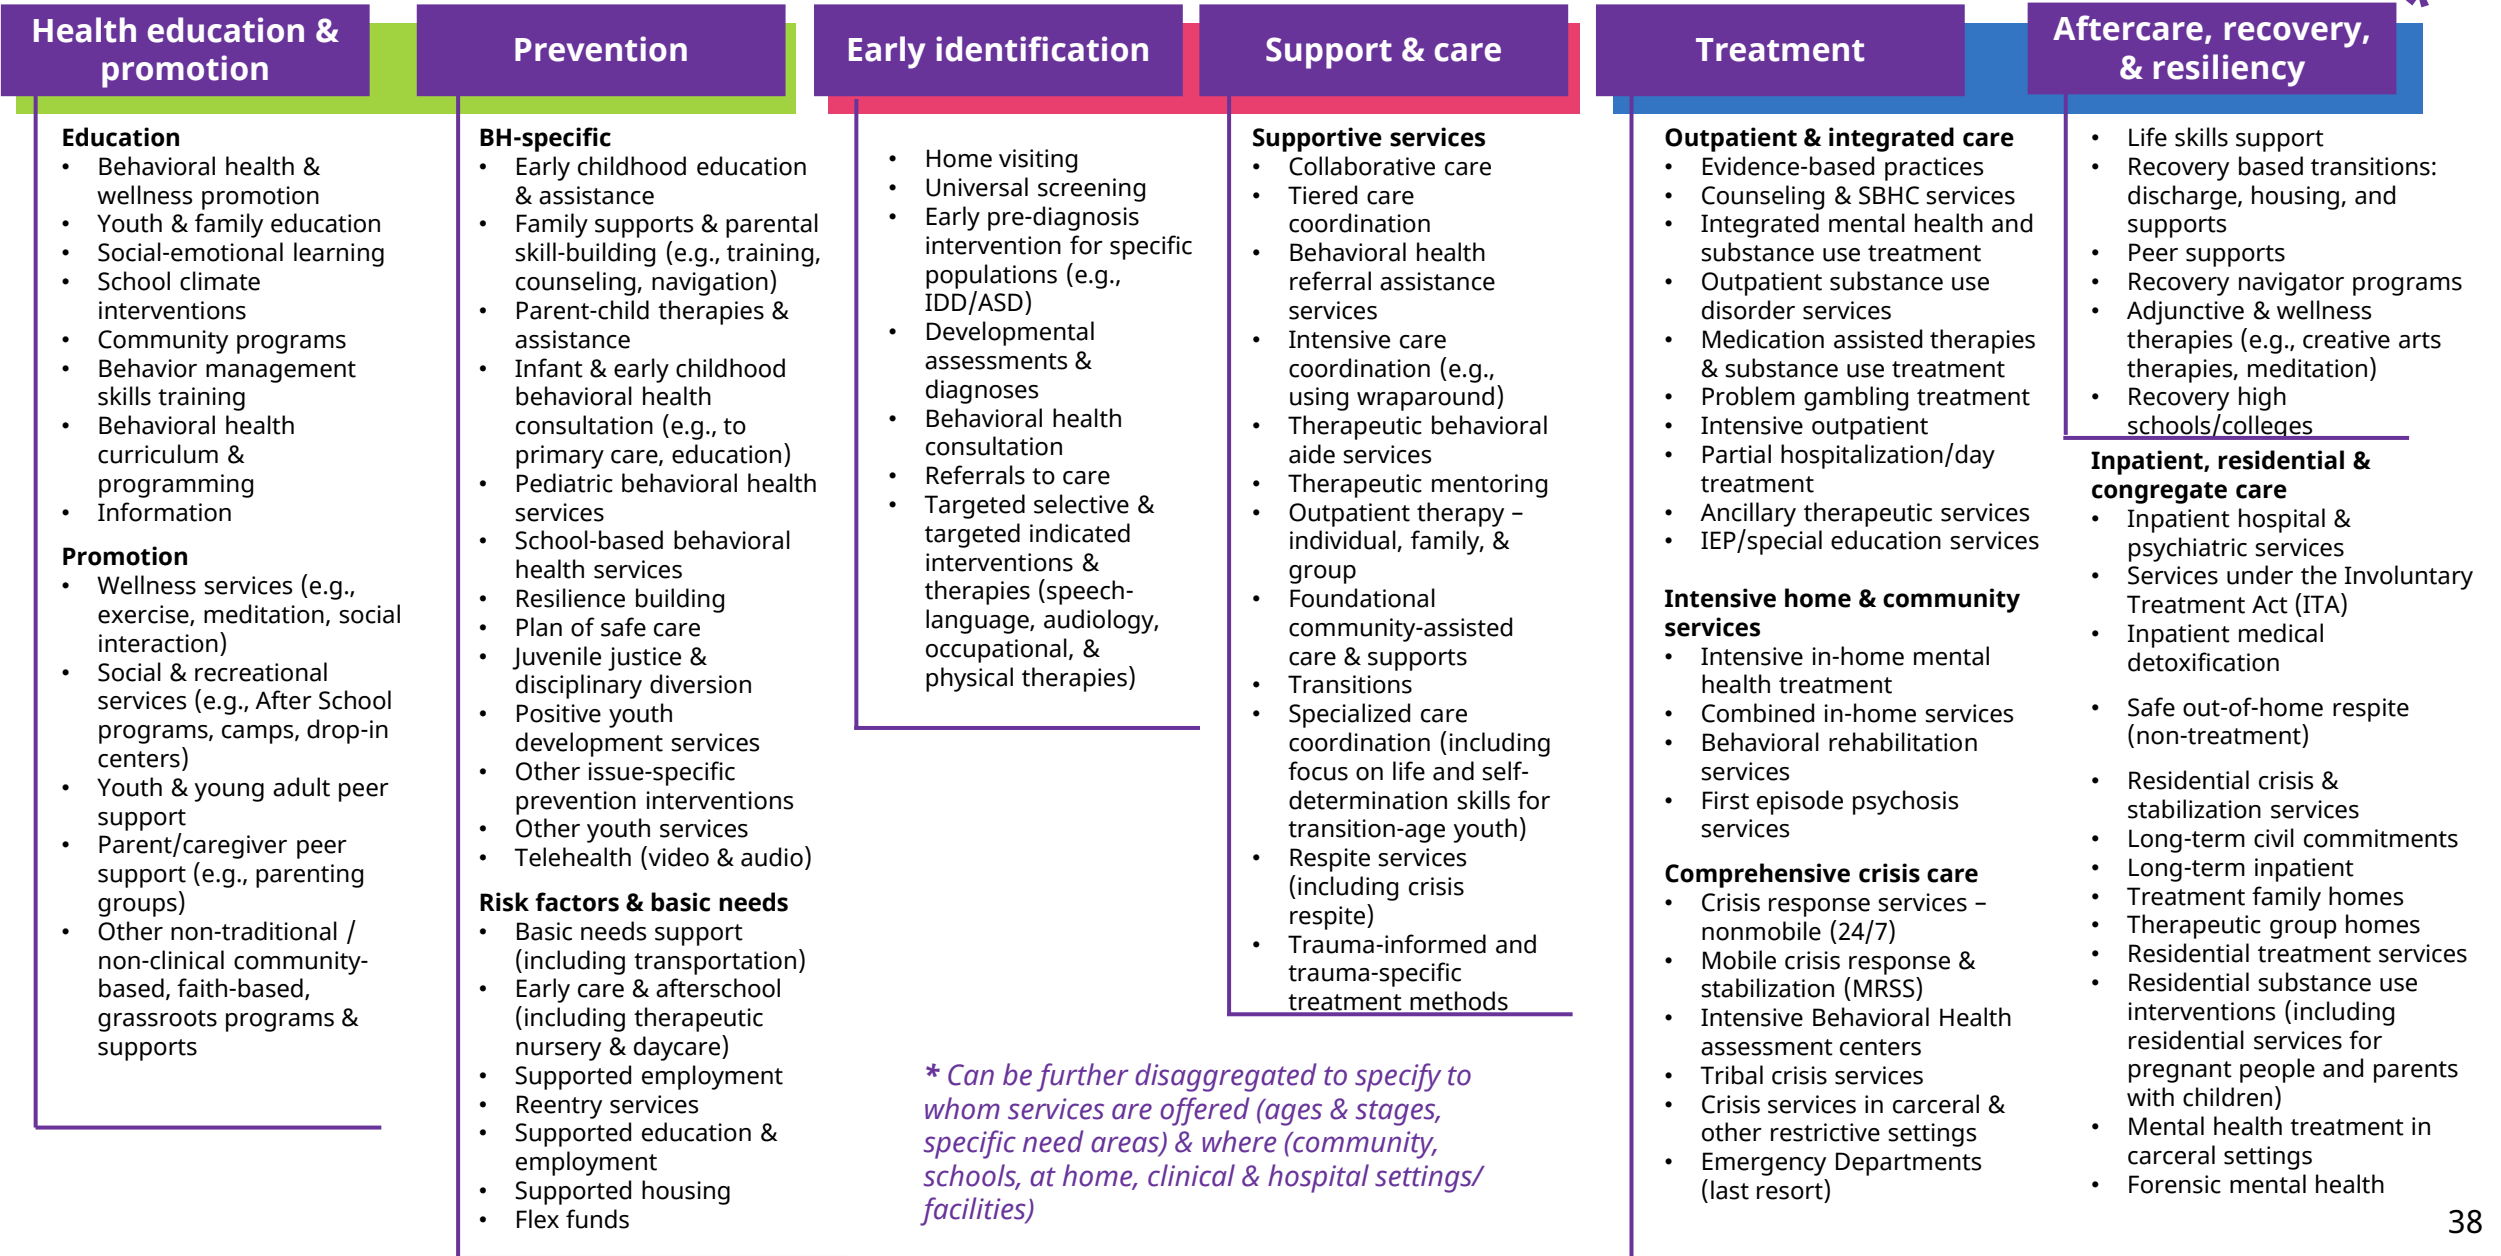 Health education &
promotion
Education
• Behavioral health &
wellness promotion
• Youth & family education
• Social-emotional learning
• School climate
interventions
• Community programs
• Behavior management
skills training
• Behavioral health
curriculum &
programming
• Information
Promotion
• Wellness services (e.g.,
exercise, meditation, social
interaction)
• Social & recreational
services (e.g., After School
programs, camps, drop-in
centers)
• Youth & young adult peer
support
• Parent/caregiver peer
support (e.g., parenting
groups)
• Other non-traditional /
non-clinical community-
based, faith-based,
grassroots programs &
supports
Prevention
BH-specific
• Early childhood education
& assistance
• Family supports & parental
skill-building (e.g., training,
counseling, navigation)
• Parent-child therapies &
assistance
• Infant & early childhood
behavioral health
consultation (e.g., to
primary care, education)
• Pediatric behavioral health
services
• School-based behavioral
health services
• Resilience building
• Plan of safe care
• Juvenile justice &
disciplinary diversion
• Positive youth
development services
• Other issue-specific
prevention interventions
• Other youth services
• Telehealth (video & audio)
Risk factors & basic needs
• Basic needs support
(including transportation)
• Early care & afterschool
(including therapeutic
nursery & daycare)
• Supported employment
• Reentry services
• Supported education &
employment
• Supported housing
• Flex funds
Early identification
• Home visiting
• Universal screening
• Early pre-diagnosis
intervention for specific
populations (e.g.,
IDD/ASD)
• Developmental
assessments &
diagnoses
• Behavioral health
consultation
• Referrals to care
• Targeted selective &
targeted indicated
interventions &
therapies (speech-
language, audiology,
occupational, &
physical therapies)
Support & care
Supportive services
• Collaborative care
• Tiered care
coordination
• Behavioral health
referral assistance
services
• Intensive care
coordination (e.g.,
using wraparound)
• Therapeutic behavioral
aide services
• Therapeutic mentoring
• Outpatient therapy –
individual, family, &
group
• Foundational
community-assisted
care & supports
• Transitions
• Specialized care
coordination (including
focus on life and self-
determination skills for
transition-age youth)
• Respite services
(including crisis
respite)
• Trauma-informed and
trauma-specific
treatment methods
* Can be further disaggregated to specify to
whom services are offered (ages & stages,
specific need areas) & where (community,
schools, at home, clinical & hospital settings/
facilities)
Treatment
Outpatient & integrated care
• Evidence-based practices
• Counseling & SBHC services
• Integrated mental health and
substance use treatment
• Outpatient substance use
disorder services
• Medication assisted therapies
& substance use treatment
• Problem gambling treatment
• Intensive outpatient
• Partial hospitalization/day
treatment
• Ancillary therapeutic services
• IEP/special education services
Intensive home & community
services
• Intensive in-home mental
health treatment
• Combined in-home services
• Behavioral rehabilitation
services
• First episode psychosis
services
Comprehensive crisis care
• Crisis response services –
nonmobile (24/7)
• Mobile crisis response &
stabilization (MRSS)
• Intensive Behavioral Health
assessment centers
• Tribal crisis services
• Crisis services in carceral &
other restrictive settings
• Emergency Departments
(last resort)
Aftercare, recovery,
& resiliency
*
• Life skills support
• Recovery based transitions:
discharge, housing, and
supports
• Peer supports
• Recovery navigator programs
• Adjunctive & wellness
therapies (e.g., creative arts
therapies, meditation)
• Recovery high
schools/colleges
Inpatient, residential &
congregate care
• Inpatient hospital &
psychiatric services
• Services under the Involuntary
Treatment Act (ITA)
• Inpatient medical
detoxification
• Safe out-of-home respite
(non-treatment)
• Residential crisis &
stabilization services
• Long-term civil commitments
• Long-term inpatient
• Treatment family homes
• Therapeutic group homes
• Residential treatment services
• Residential substance use
interventions (including
residential services for
pregnant people and parents
with children)
• Mental health treatment in
carceral settings
• Forensic mental health
38